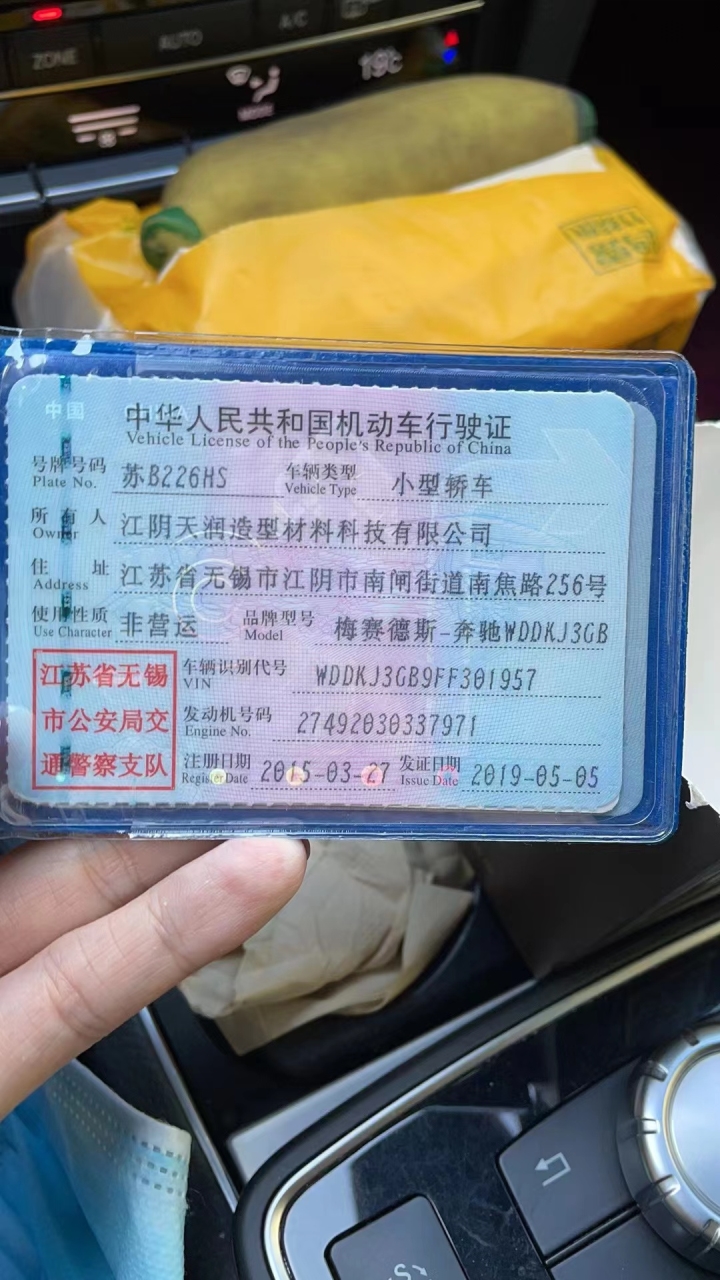 ZONE
AUTO
A/C
19°C
MODE
中国 CHINA
中华人民共和国机动车行驶证
Vehicle License of the People's Republic of China
号牌号码 苏B226HS 车辆类型 小型轿车
Plate No. Vehicle Type
所有人 江阴天润造型材料科技有限公司
Owner
住址 江苏省无锡市江阴市南闸街道南焦路256号
Address
使用性质 非营运 品牌型号 梅赛德斯-奔驰WDDKJ3GB
Use Character Model
江苏省无锡
市公安局交
通警察支队
车辆识别代号 WDDKJ3GB9FF301957
VIN
发动机号码 27492030337971
Engine No.
注册日期 2015-03-27 发证日期 2019-05-05
Register Date Issue Date
S